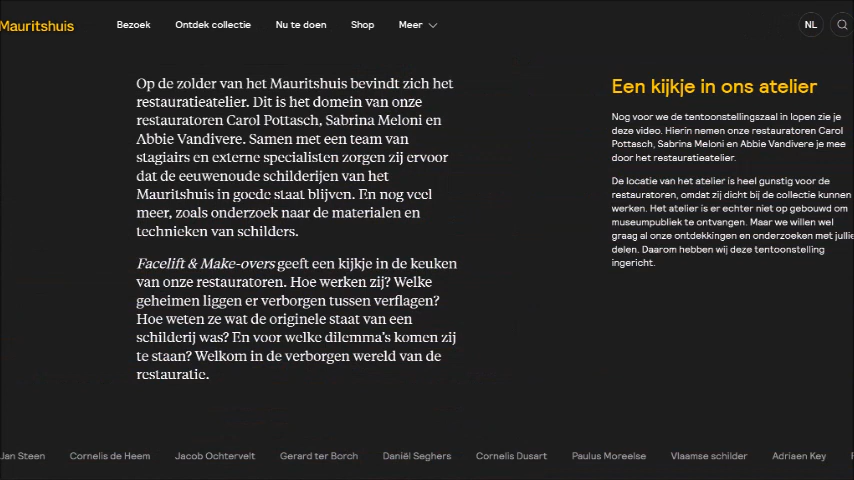 Mauritshuis
Bezoek
Ontdek collectie
Nu te doen
Shop
Meer
NL
Op de zolder van het Mauritshuis bevindt zich het
restauratieatelier. Dit is het domein van onze
restauratoren Carol Pottasch, Sabrina Meloni en
Abbie Vandivere. Samen met een team van
stagiairs en externe specialisten zorgen zij ervoor
dat de eeuwenoude schilderijen van het
Mauritshuis in goede staat blijven. En nog veel
meer, zoals onderzoek naar de materialen en
technieken van schilders.
Facelift & Make-overs geeft een kijkje in de keuken
van onze restauratoren. Hoe werken zij? Welke
geheimen liggen er verborgen tussen verflagen?
Hoe weten ze wat de originele staat van een
schilderij was? En voor welke dilemma's komen zij
te staan? Welkom in de verborgen wereld van de
restauratie.
Een kijkje in ons atelier
Nog voor we de tentoonstellingszaal in lopen zie je
deze video. Hierin nemen onze restauratoren Carol
Pottasch, Sabrina Meloni en Abbie Vandivere je mee
door het restauratieatelier.
De locatie van het atelier is heel gunstig voor de
restauratoren, omdat zij dicht bij de collectie kunnen
werken. Het atelier is er echter niet op gebouwd om
museumpubliek te ontvangen. Maar we willen wel
graag al onze ontdekkingen en onderzoeken met jullie
delen. Daarom hebben wij deze tentoonstelling
ingericht.
Jan Steen
Cornelis de Heem
Jacob Ochtervelt
Gerard ter Borch
Daniël Seghers
Cornelis Dusart
Paulus Moreelse
Vlaamse schilder
Adriaen Key